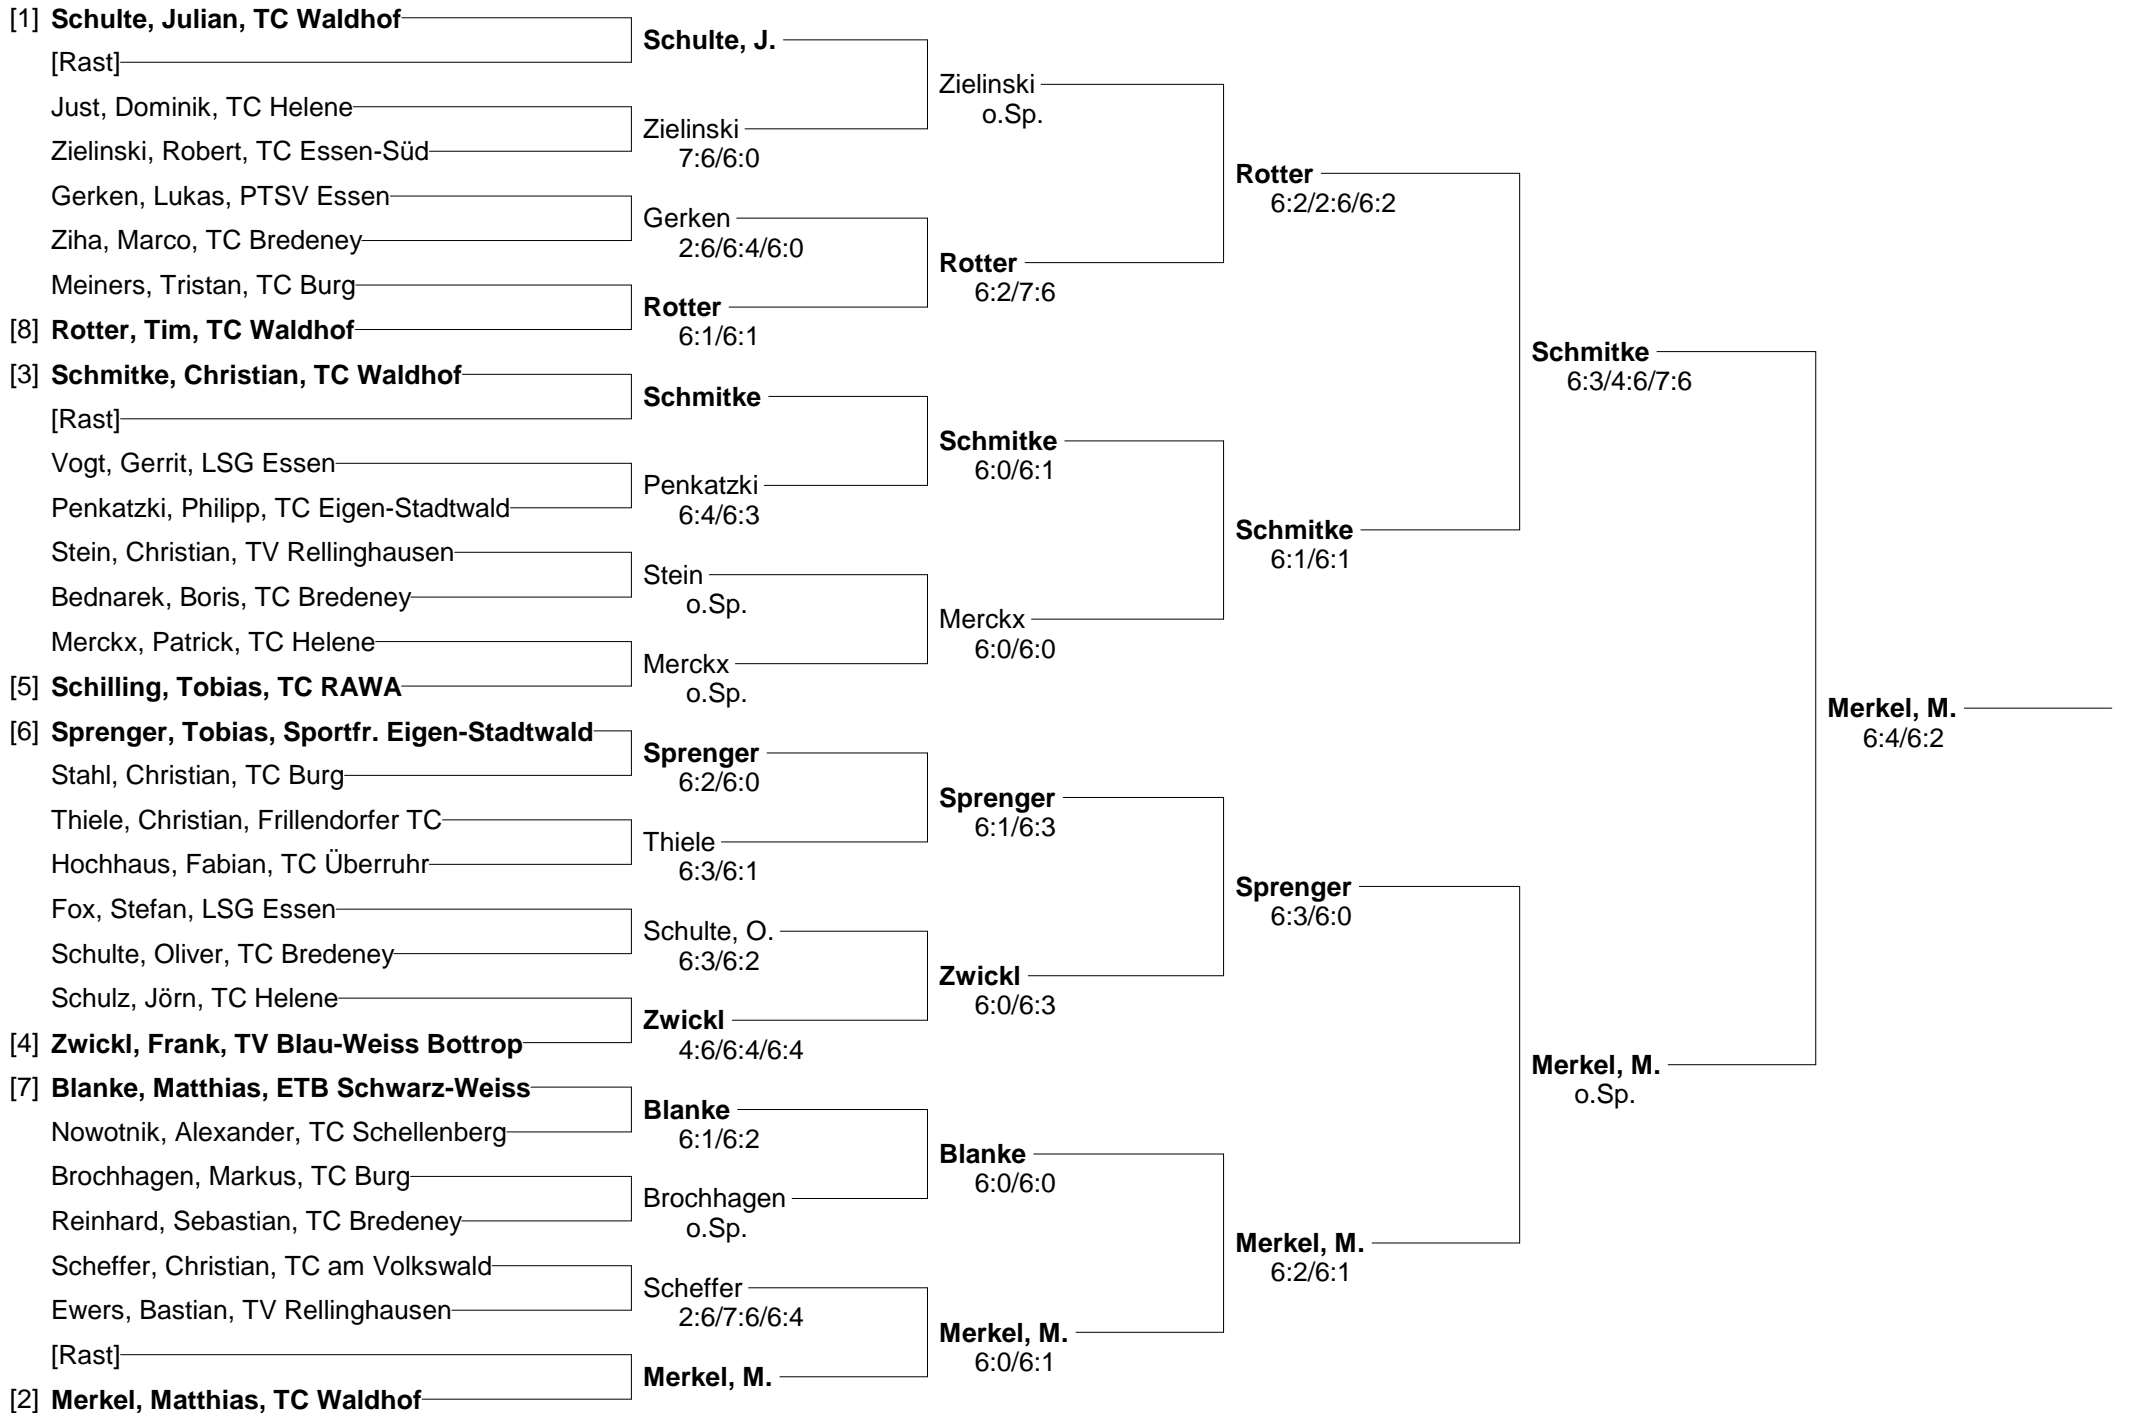 [1] Schulte, Julian, TC Waldhof
[Rast]
Just, Dominik, TC Helene
Zielinski, Robert, TC Essen-Süd
Gerken, Lukas, PTSV Essen
Ziha, Marco, TC Bredeney
Meiners, Tristan, TC Burg
[8] Rotter, Tim, TC Waldhof
[3] Schmitke, Christian, TC Waldhof
[Rast]
Vogt, Gerrit, LSG Essen
Penkatzki, Philipp, TC Eigen-Stadtwald
Stein, Christian, TV Rellinghausen
Bednarek, Boris, TC Bredeney
Merckx, Patrick, TC Helene
[5] Schilling, Tobias, TC RAWA
[6] Sprenger, Tobias, Sportfr. Eigen-Stadtwald
Stahl, Christian, TC Burg
Thiele, Christian, Frillendorfer TC
Hochhaus, Fabian, TC Überruhr
Fox, Stefan, LSG Essen
Schulte, Oliver, TC Bredeney
Schulz, Jörn, TC Helene
[4] Zwickl, Frank, TV Blau-Weiss Bottrop
[7] Blanke, Matthias, ETB Schwarz-Weiss
Nowotnik, Alexander, TC Schellenberg
Brochhagen, Markus, TC Burg
Reinhard, Sebastian, TC Bredeney
Scheffer, Christian, TC am Volkswald
Ewers, Bastian, TV Rellinghausen
[Rast]
[2] Merkel, Matthias, TC Waldhof
Schulte, J.
Zielinski
7:6/6:0
Gerken
2:6/6:4/6:0
Rotter
6:1/6:1
Schmitke
Penkatzki
6:4/6:3
Stein
o.Sp.
Merckx
o.Sp.
Sprenger
6:2/6:0
Thiele
6:3/6:1
Schulte, O.
6:3/6:2
Zwickl
4:6/6:4/6:4
Blanke
6:1/6:2
Brochhagen
o.Sp.
Scheffer
2:6/7:6/6:4
Merkel, M.
Zielinski
o.Sp.
Rotter
6:2/7:6
Schmitke
6:0/6:1
Merckx
6:0/6:0
Sprenger
6:1/6:3
Zwickl
6:0/6:3
Blanke
6:0/6:0
Merkel, M.
6:0/6:1
Rotter
6:2/2:6/6:2
Schmitke
6:1/6:1
Sprenger
6:3/6:0
Merkel, M.
6:2/6:1
Schmitke
6:3/4:6/7:6
Merkel, M.
o.Sp.
Merkel, M.
6:4/6:2